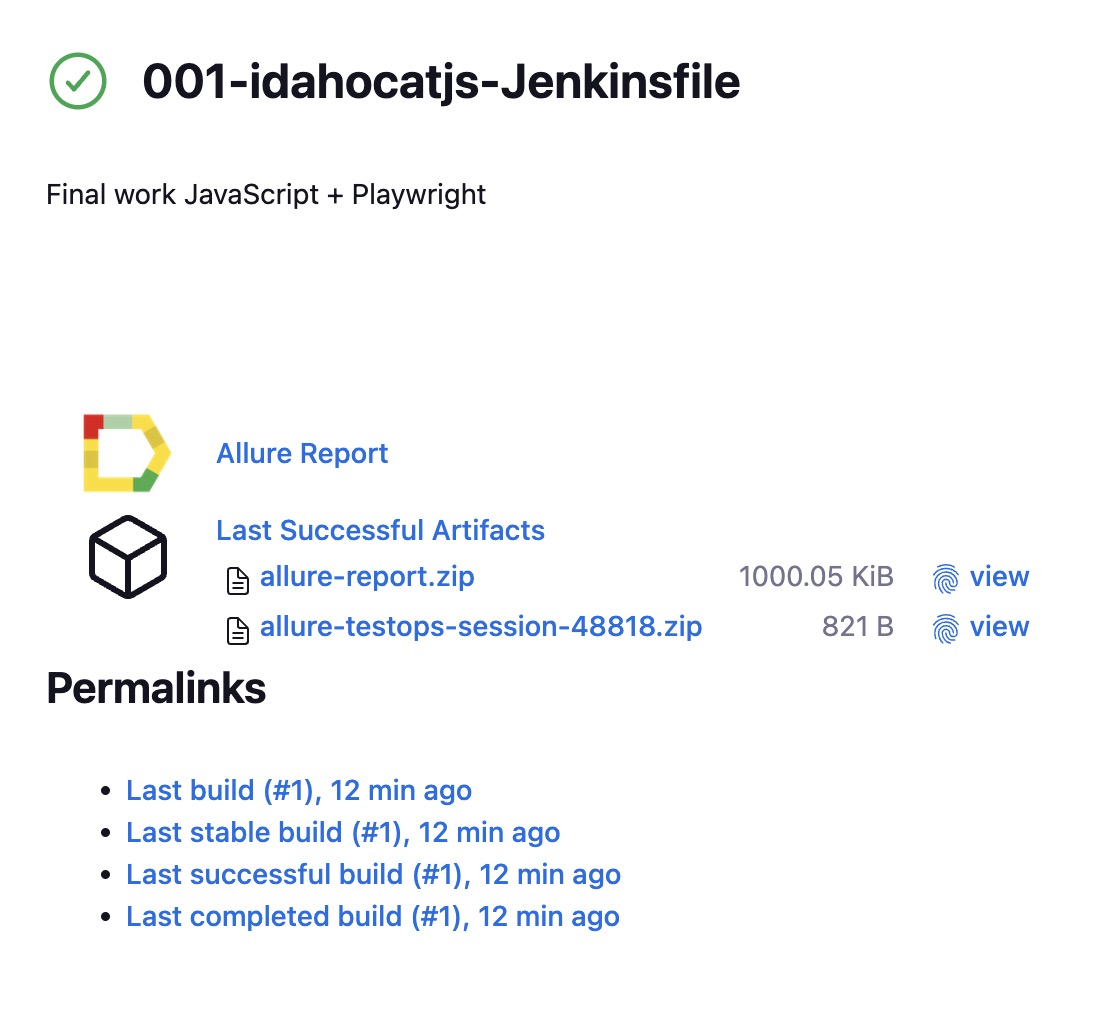 001-idahocatjs-Jenkinsfile
Final work JavaScript + Playwright
Allure Report
Last Successful Artifacts
allure-report.zip 1000.05 KiB view
allure-testops-session-48818.zip 821 B view
Permalinks
Last build (#1), 12 min ago
Last stable build (#1), 12 min ago
Last successful build (#1), 12 min ago
Last completed build (#1), 12 min ago